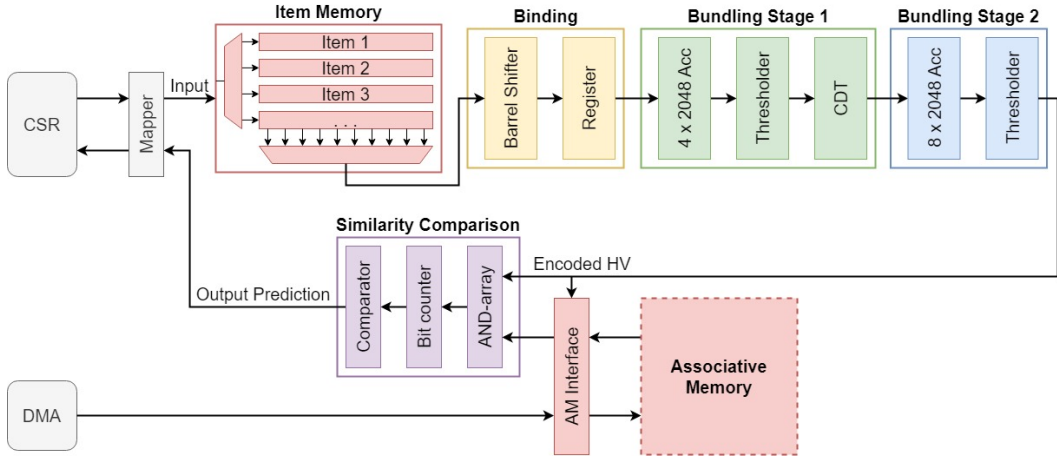 Item Memory
Binding
Bundling Stage 1
Bundling Stage 2
CSR
Mapper
Input
Item 1
Item 2
Item 3
. . .
Barrel Shifter
Register
4 x 2048 Acc
Thresholder
CDT
8 x 2048 Acc
Thresholder
Similarity Comparison
Encoded HV
Output Prediction
Comparator
Bit counter
AND-array
AM Interface
Associative
Memory
DMA